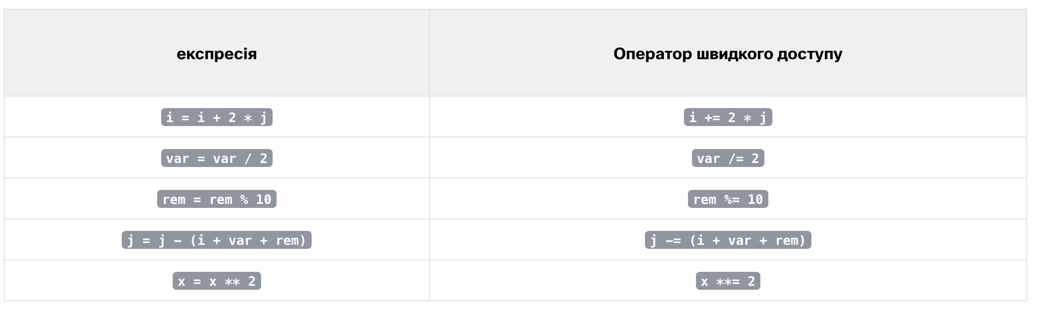 експресія Оператор швидкого доступу
i = i + 2 * j i += 2 * j
var = var / 2 var /= 2
rem = rem % 10 rem %= 10
j = j - (i + var + rem) j -= (i + var + rem)
x = x ** 2 x **= 2